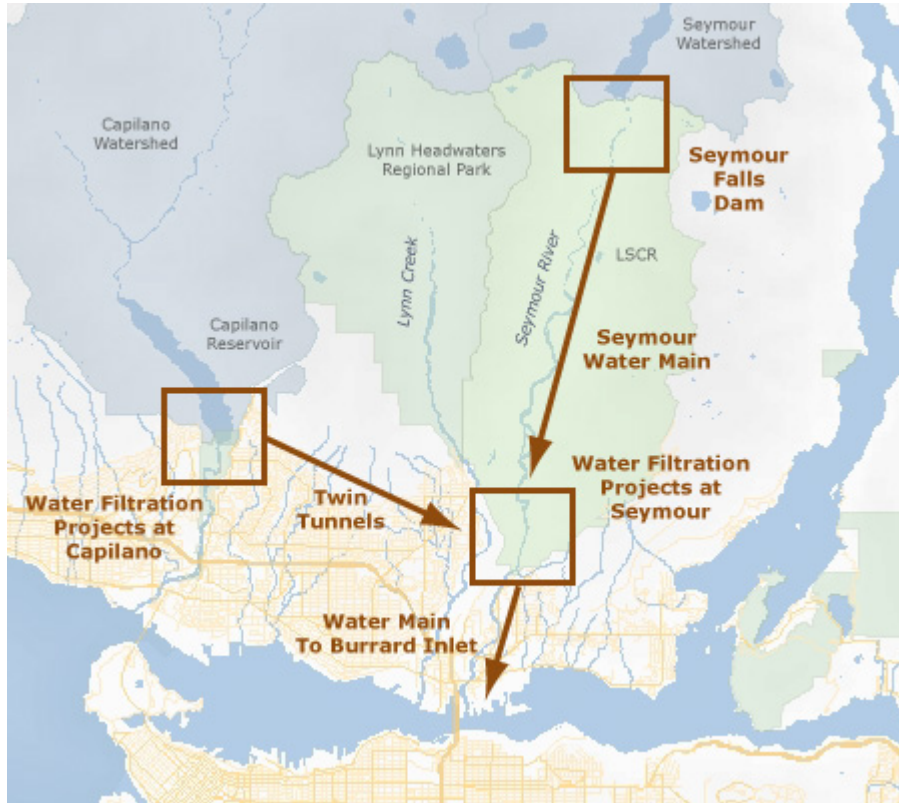 Seymour
Watershed
Capilano
Watershed
Lynn Headwaters
Regional Park
Seymour
Falls
Dam
Lynn Creek
Seymour River
LSCR
Capilano
Reservoir
Seymour
Water Main
Water Filtration
Projects at
Seymour
Water Filtration
Projects at
Capilano
Twin
Tunnels
Water Main
To Burrard Inlet